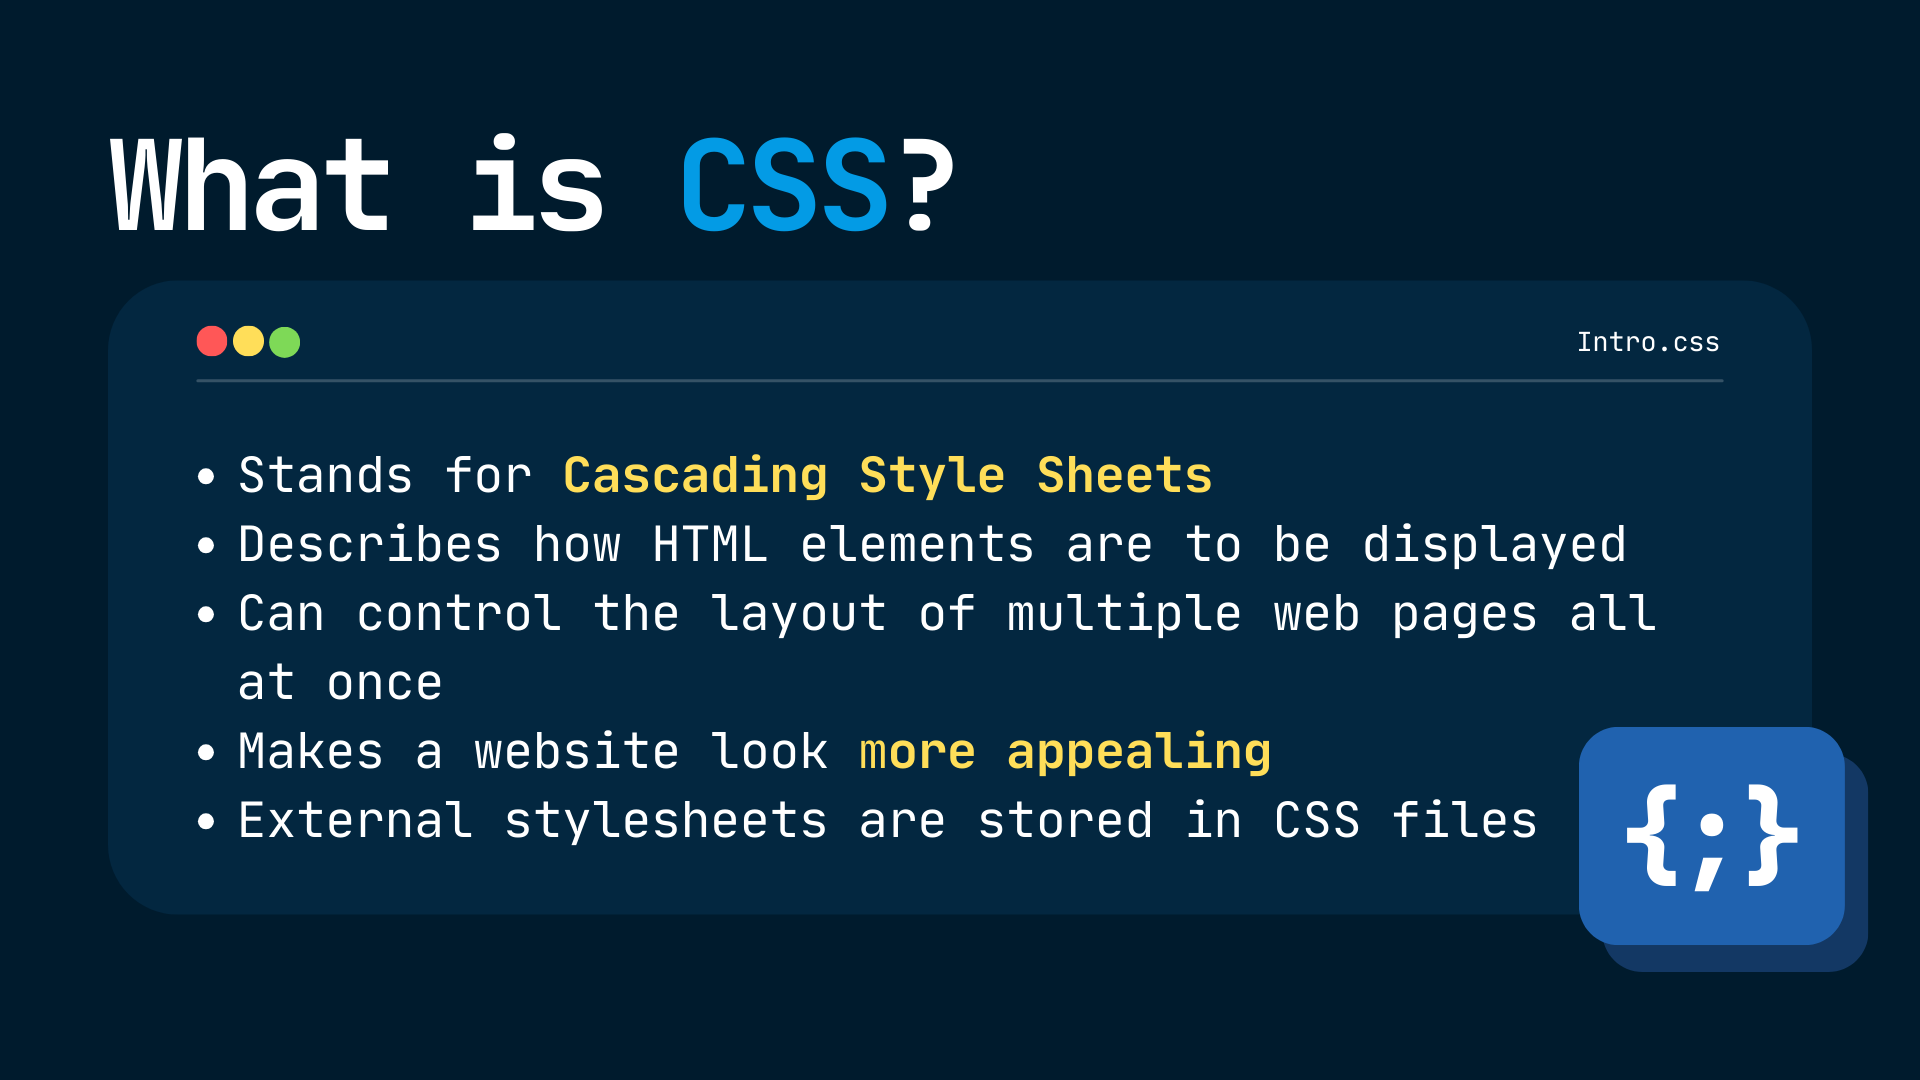 What is CSS?
Intro.css
• Stands for Cascading Style Sheets
• Describes how HTML elements are to be displayed
• Can control the layout of multiple web pages all
at once
• Makes a website look more appealing
• External stylesheets are stored in CSS files
{;}